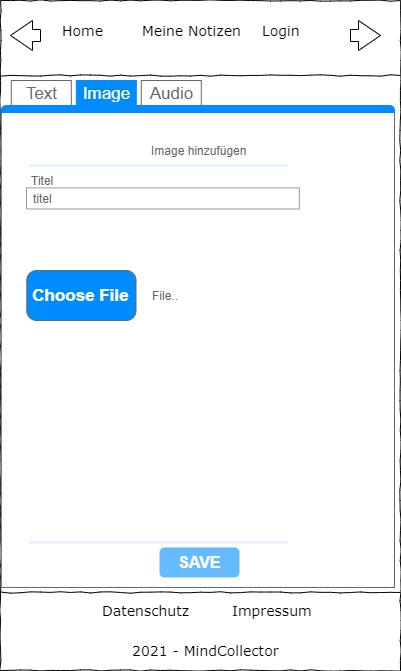 Home Meine Notizen Login
Text Image Audio
Image hinzufügen
Titel
titel
Choose File File..
SAVE
Datenschutz Impressum
2021 - MindCollector